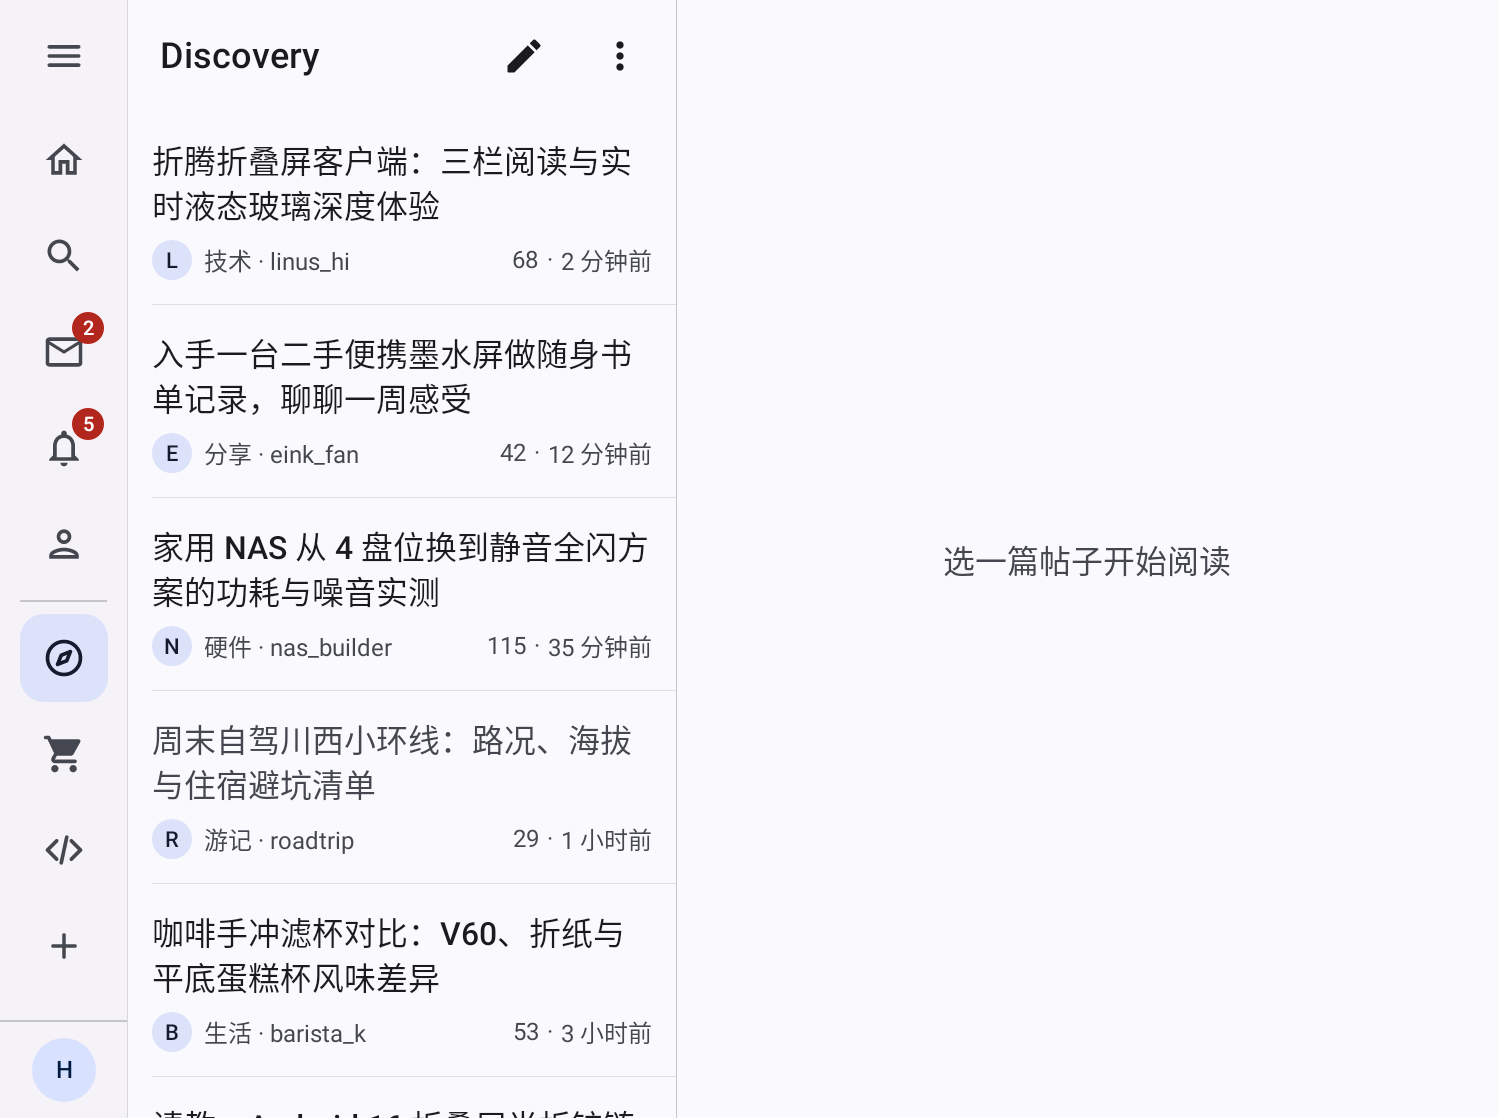 Discovery
折腾折叠屏客户端：三栏阅读与实
时液态玻璃深度体验
L 技术 · linus_hi 68 · 2 分钟前
2
入手一台二手便携墨水屏做随身书
单记录，聊聊一周感受
5
E 分享 · eink_fan 42 · 12 分钟前
家用 NAS 从 4 盘位换到静音全闪方
案的功耗与噪音实测
N 硬件 · nas_builder 115 · 35 分钟前
选一篇帖子开始阅读
周末自驾川西小环线：路况、海拔
与住宿避坑清单
R 游记 · roadtrip 29 · 1 小时前
咖啡手冲滤杯对比：V60、折纸与
平底蛋糕杯风味差异
B 生活 · barista_k 53 · 3 小时前
H